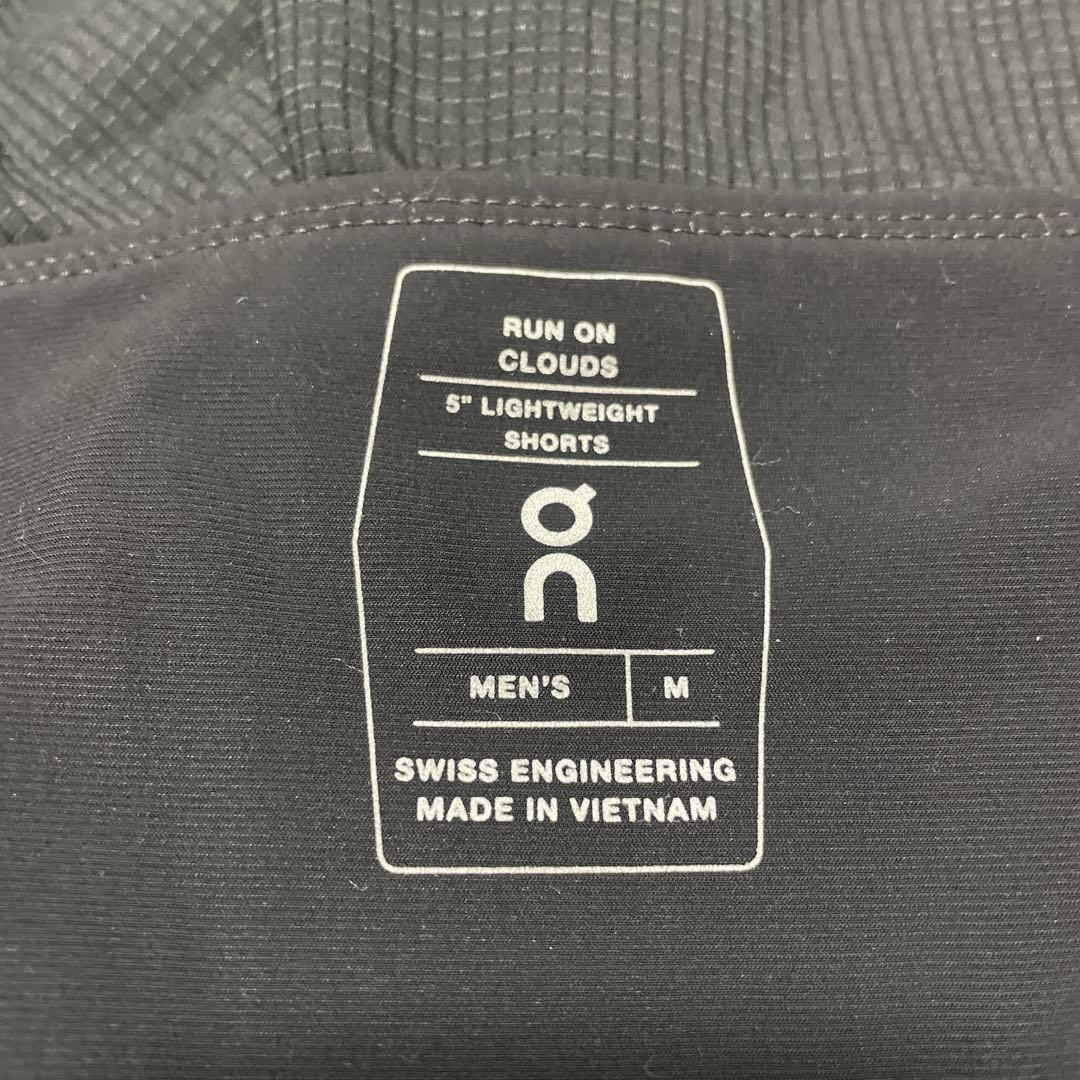 RUN ON
CLOUDS
5" LIGHTWEIGHT
SHORTS
On
MEN'S M
SWISS ENGINEERING
MADE IN VIETNAM